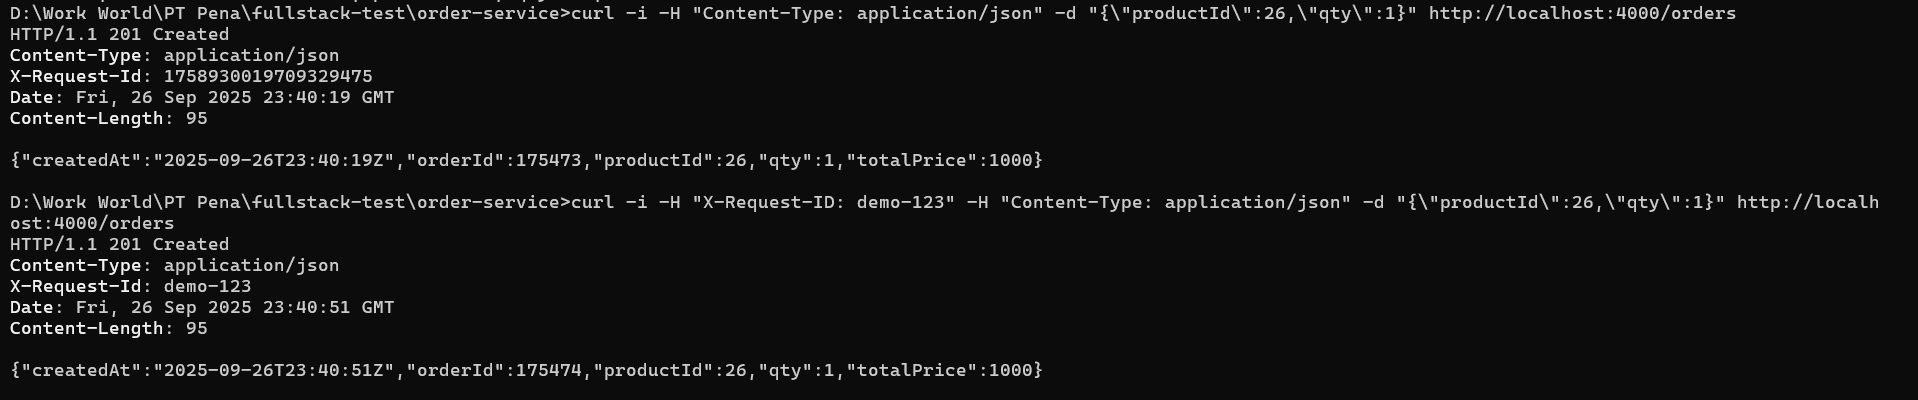 D:\Work World\PT Pena\fullstack-test\order-service>curl -i -H "Content-Type: application/json" -d "{\"productId\":26,\"qty\":1}" http://localhost:4000/orders
HTTP/1.1 201 Created
Content-Type: application/json
X-Request-Id: 1758930019709329475
Date: Fri, 26 Sep 2025 23:40:19 GMT
Content-Length: 95
{"createdAt":"2025-09-26T23:40:19Z","orderId":175473,"productId":26,"qty":1,"totalPrice":1000}
D:\Work World\PT Pena\fullstack-test\order-service>curl -i -H "X-Request-ID: demo-123" -H "Content-Type: application/json" -d "{\"productId\":26,\"qty\":1}" http://localh
ost:4000/orders
HTTP/1.1 201 Created
Content-Type: application/json
X-Request-Id: demo-123
Date: Fri, 26 Sep 2025 23:40:51 GMT
Content-Length: 95
{"createdAt":"2025-09-26T23:40:51Z","orderId":175474,"productId":26,"qty":1,"totalPrice":1000}